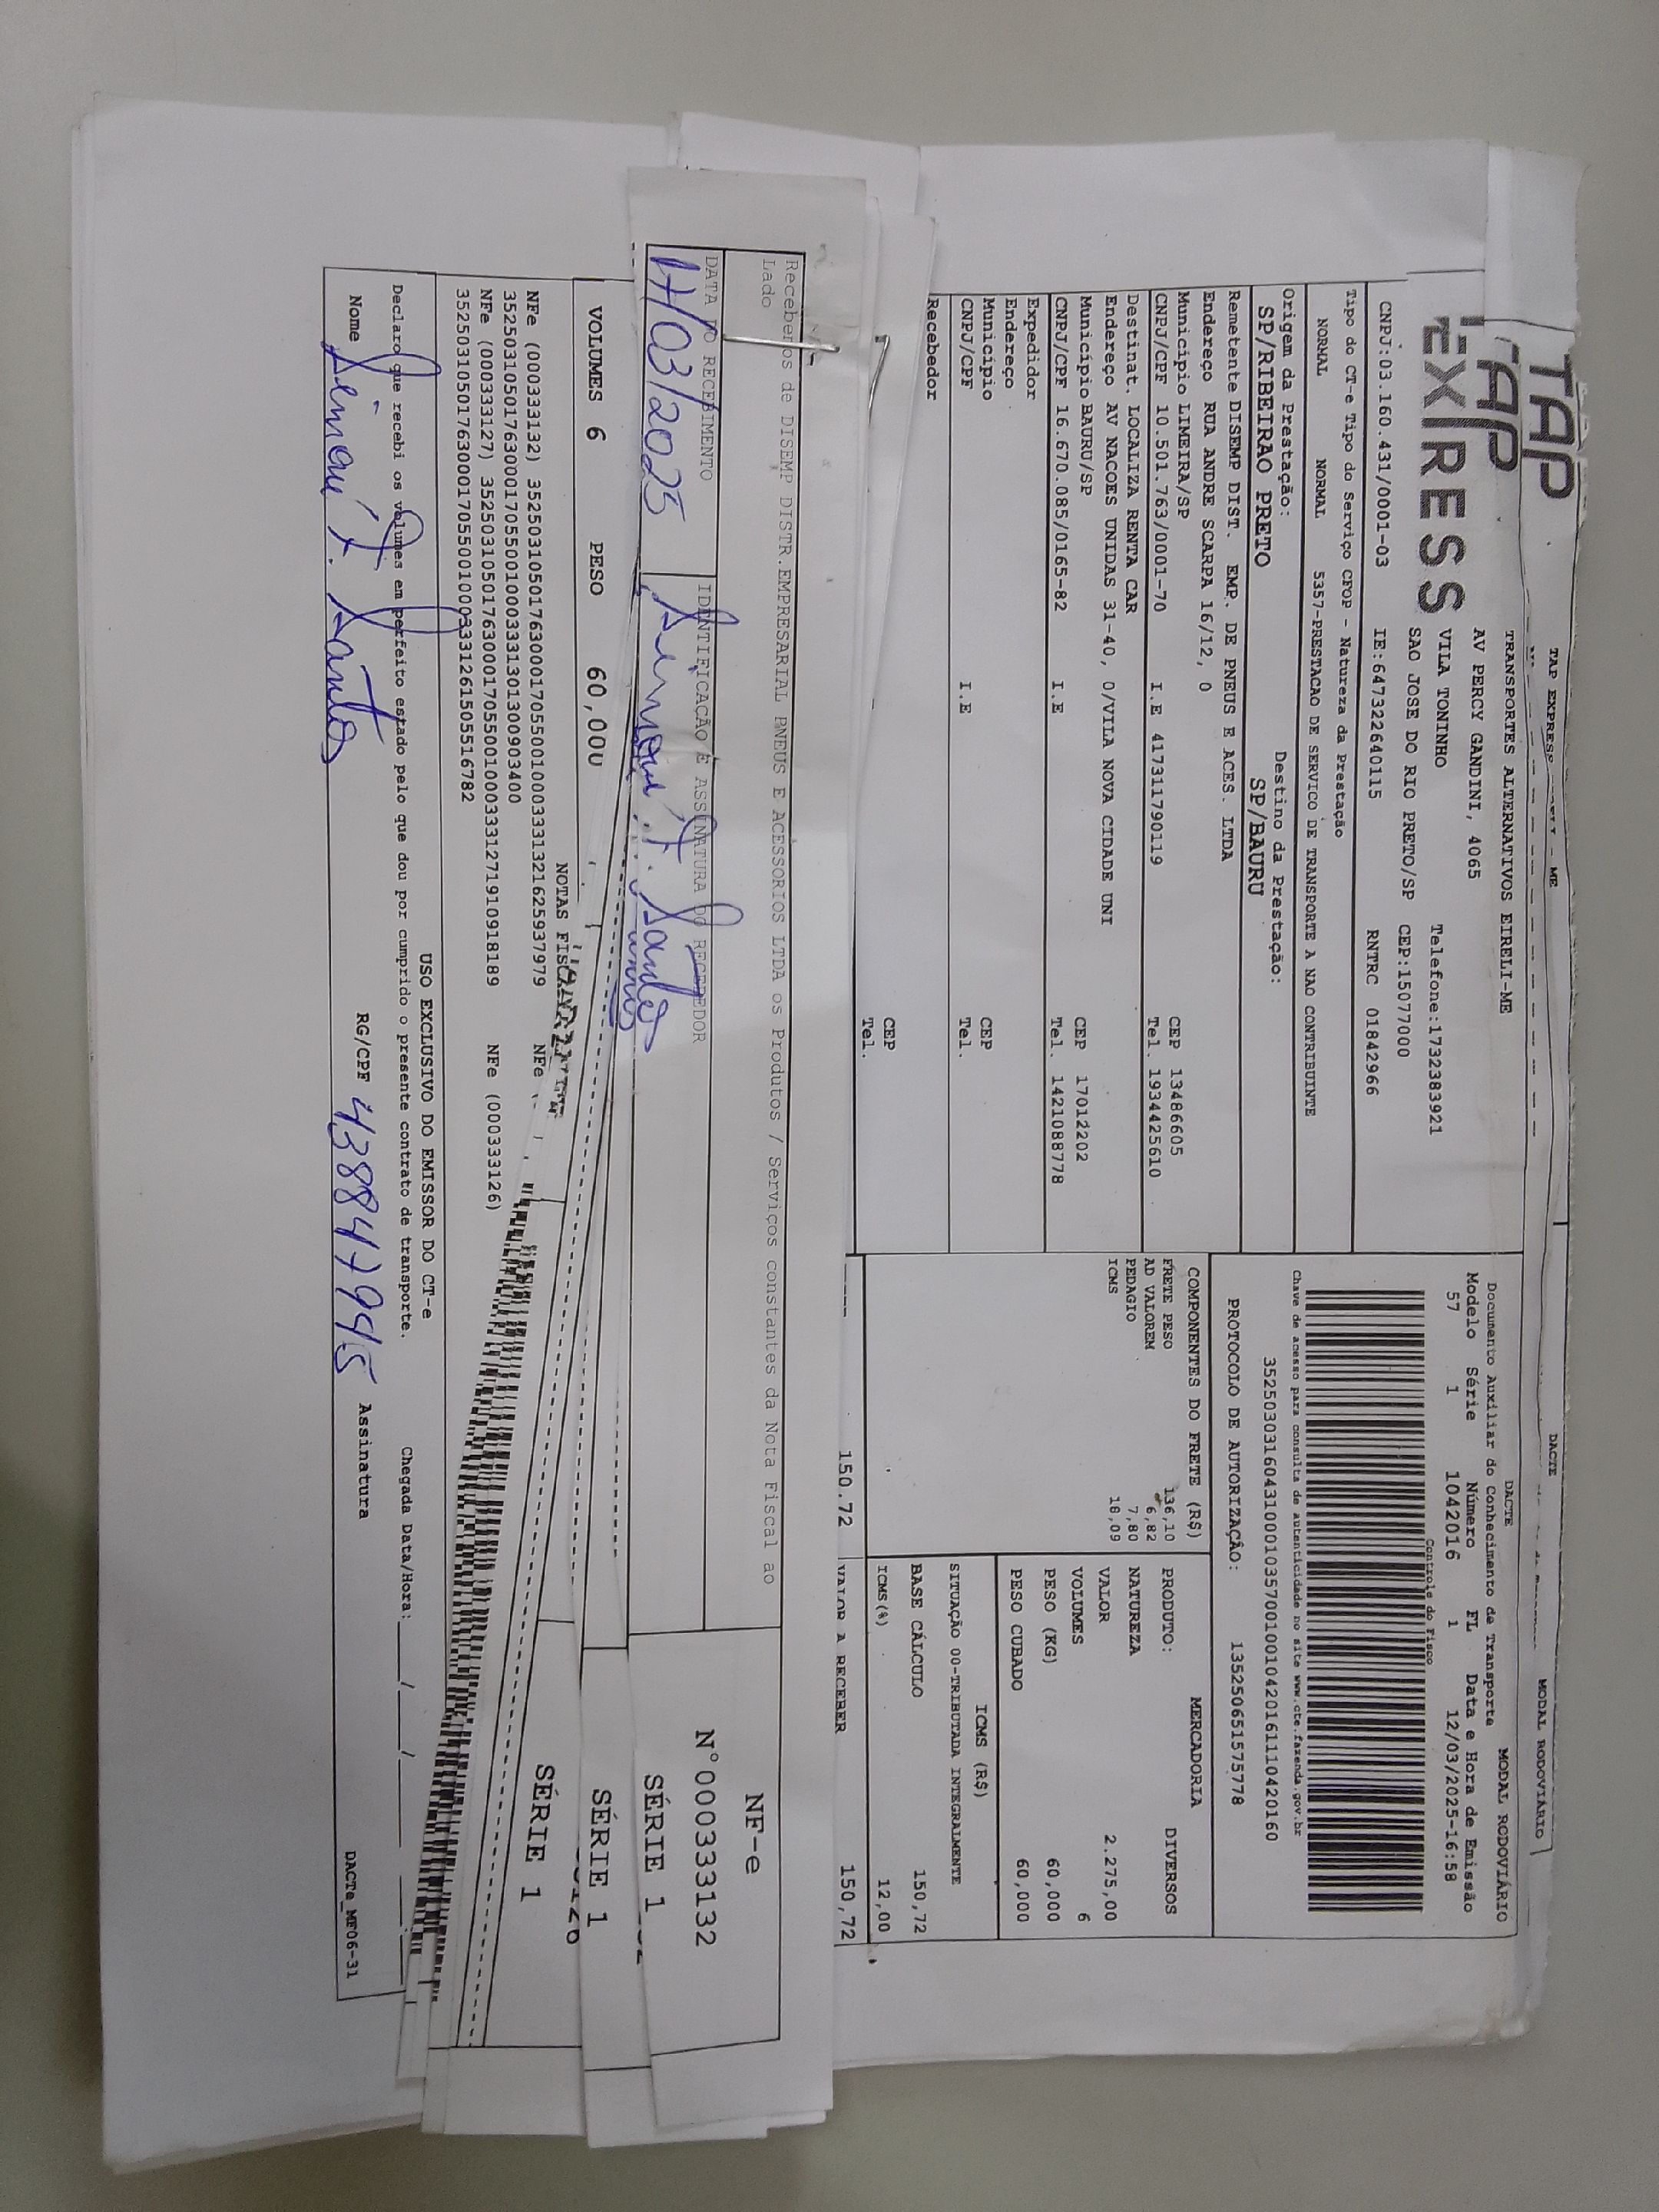 TAP EXPRESS
DACTE
MODAL RODOVIÁRIO
TAP
TAP
EXPRESS
TRANSPORTES ALTERNATIVOS EIRELI-ME
AV PERCY GANDINI, 4065
VILA TONINHO
Telefone:1732383921
SAO JOSE DO RIO PRETO/SP CEP:15077000
CNPJ:03.160.431/0001-03 IE:647322640115 RNTRC 01842966
DACTE
MODAL RODOVIÁRIO
Documento Auxiliar do Conhecimento de Transporte
Modelo Série Número FL Data e Hora de Emissão
57 1 1042016 1 12/03/2025-16:58
Controle do Fisco
Chave de acesso para consulta de autenticidade no site www.cte.fazenda.gov.br
35250303160431000103570010010420161110420160
PROTOCOLO DE AUTORIZAÇÃO: 135250651575778
Tipo do CT-e Tipo do Serviço CFOP - Natureza da Prestação
NORMAL NORMAL 5357-PRESTACAO DE SERVICO DE TRANSPORTE A NAO CONTRIBUINTE
Origem da Prestação: Destino da Prestação:
SP/RIBEIRAO PRETO SP/BAURU
Remetente DISEMP DIST. EMP. DE PNEUS E ACES. LTDA
Endereço RUA ANDRE SCARPA 16/12, 0
Município LIMEIRA/SP CEP 13486605
CNPJ/CPF 10.501.763/0001-70 I.E 417311790119 Tel. 1934425610
Destinat. LOCALIZA RENTA CAR
Endereço AV NACOES UNIDAS 31-40, 0/VILA NOVA CIDADE UNI
Município BAURU/SP CEP 17012202
CNPJ/CPF 16.670.085/0165-82 I.E Tel. 1421088778
Expedidor
Endereço
Município CEP
CNPJ/CPF I.E Tel.
Recebedor
CEP
Tel.
COMPONENTES DO FRETE (R$)
FRETE PESO 136,10
AD VALOREM 6,82
PEDAGIO 7,80
ICMS 18,09
MERCADORIA
PRODUTO: DIVERSOS
NATUREZA
VALOR 2.275,00
VOLUMES 6
PESO (KG) 60,000
PESO CUBADO 60,000
ICMS (R$)
SITUAÇÃO 00-TRIBUTADA INTEGRALMENTE
BASE CÁLCULO 150,72
ICMS(%) 12,00
150.72 VALOR A RECEBER 150,72
Recebemos de DISEMP DISTR.EMPRESARIAL PNEUS E ACESSORIOS LTDA os Produtos / Serviços constantes da Nota Fiscal ao
Lado
NF-e
DATA DO RECEBIMENTO IDENTIFICAÇÃO E ASSINATURA DO RECEBEDOR
N°000333132
17/03/2025
SÉRIE 1
VOLUMES 6 PESO 60,000
SÉRIE 1
SÉRIE 1
NOTAS
NFe (000333132) 35250310501763000170550010003331321625937979 NFe
35250310501763000170550010003331301300903400
NFe (000333127) 35250310501763000170550010003331271910918189 NFe (000333126)
35250310501763000170550010003331261505516782
USO EXCLUSIVO DO EMISSOR DO CT-e
Declaro que recebi os volumes em perfeito estado pelo que dou por cumprido o presente contrato de transporte.
Chegada Data/Hora: / /
Nome RG/CPF 438847995 Assinatura
DACTe_MF06-31